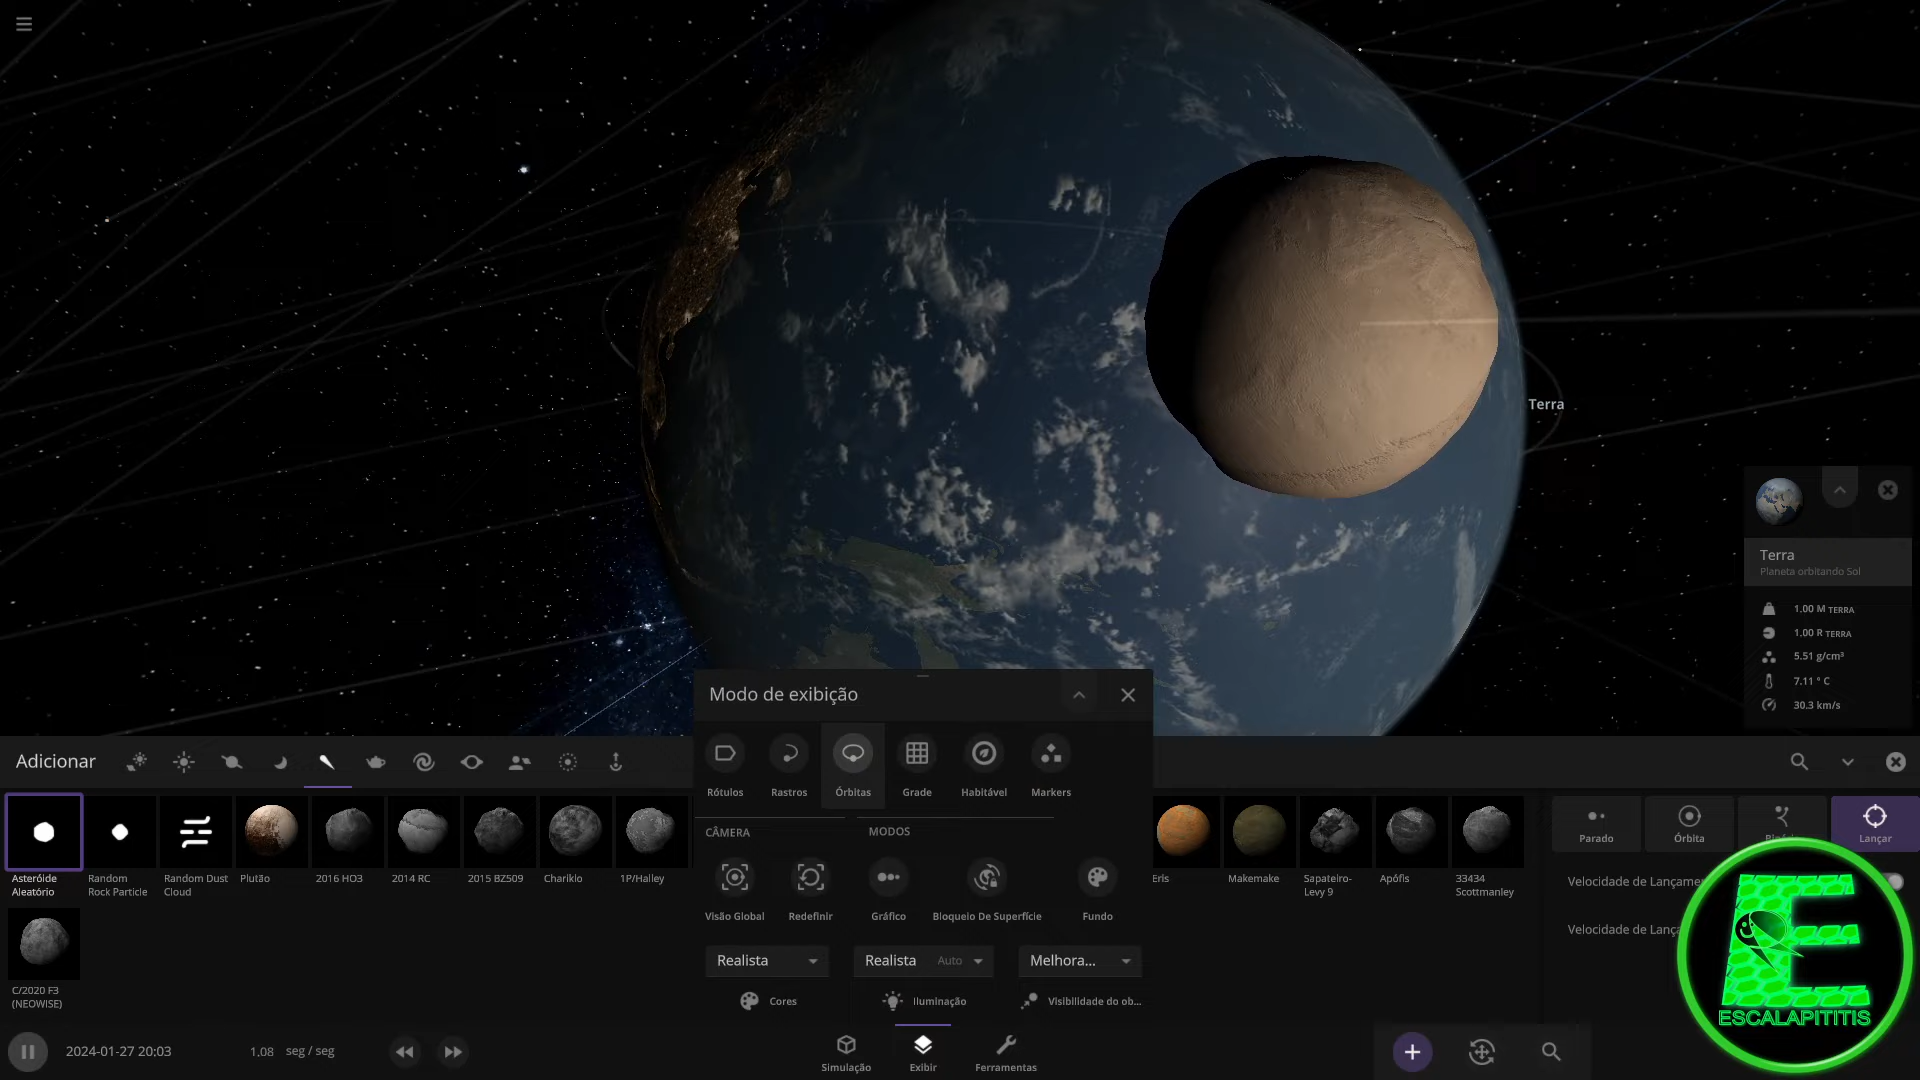 Terra
Terra
Planeta orbitando Sol
1.00 M TERRA
1.00 R TERRA
5.51 g/cm³
7.11 º C
30.3 km/s
Modo de exibição
Rótulos
Rastros
Órbitas
Grade
Habitável
Markers
CÂMERA
MODOS
Visão Global
Redefinir
Gráfico
Bloqueio De Superfície
Fundo
Realista
Realista Auto
Melhora...
Cores
Iluminação
Visibilidade do ob...
Adicionar
Asteróide
Aleatório
Random
Rock Particle
Random Dust
Cloud
Plutão
2016 HO3
2014 RC
2015 BZ509
Chariklo
1P/Halley
Eris
Makemake
Sapateiro-
Levy 9
Apófis
33434
Scottmanley
C/2020 F3
(NEOWISE)
Parado
Órbita
Lançar
Velocidade de Lançamen
Velocidade de Lança
ESCALAPITITIS
2024-01-27 20:03
1.08 seg / seg
Simulação
Exibir
Ferramentas